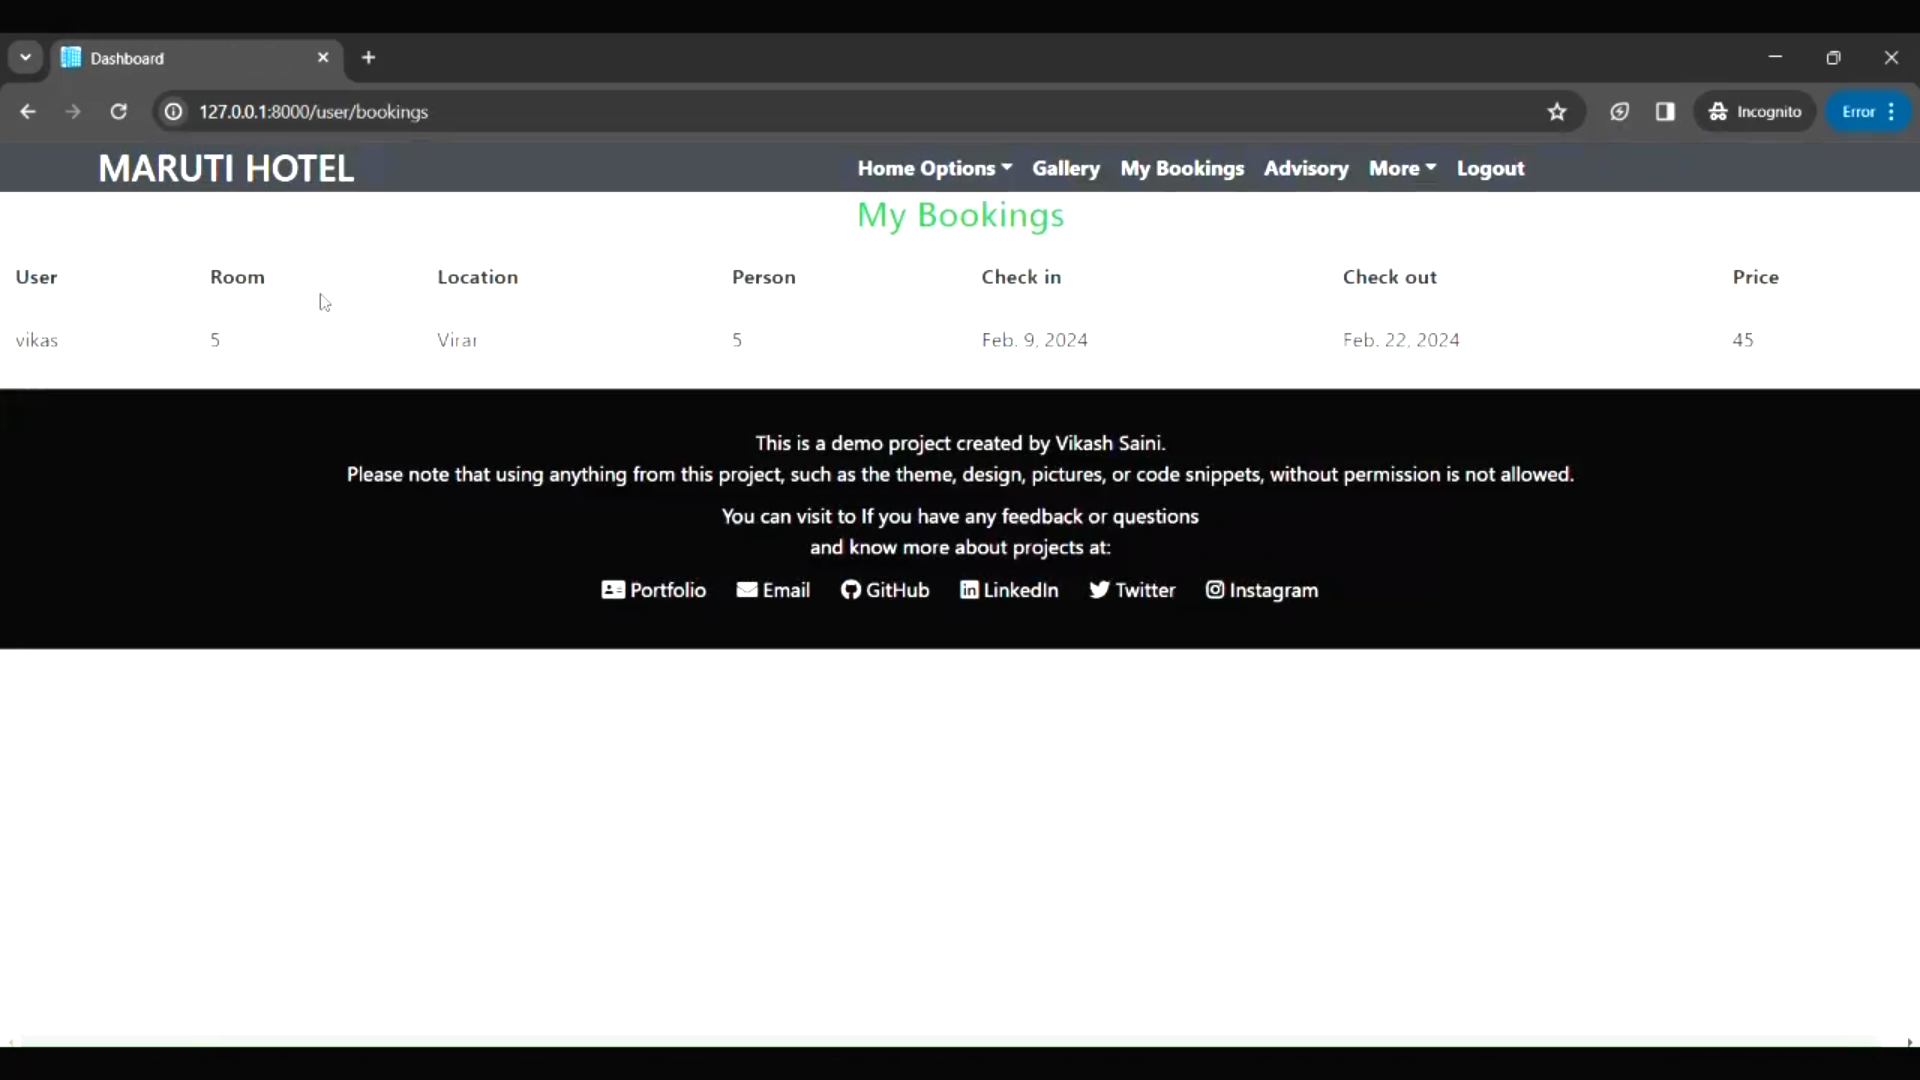 Dashboard
127.0.0.1:8000/user/bookings
Incognito
Error
MARUTI HOTEL
Home Options Gallery My Bookings Advisory More Logout
My Bookings
User Room Location Person Check in Check out Price
vikas 5 Virar 5 Feb. 9, 2024 Feb. 22, 2024 45
This is a demo project created by Vikash Saini.
Please note that using anything from this project, such as the theme, design, pictures, or code snippets, without permission is not allowed.
You can visit to If you have any feedback or questions
and know more about projects at:
Portfolio Email GitHub LinkedIn Twitter Instagram